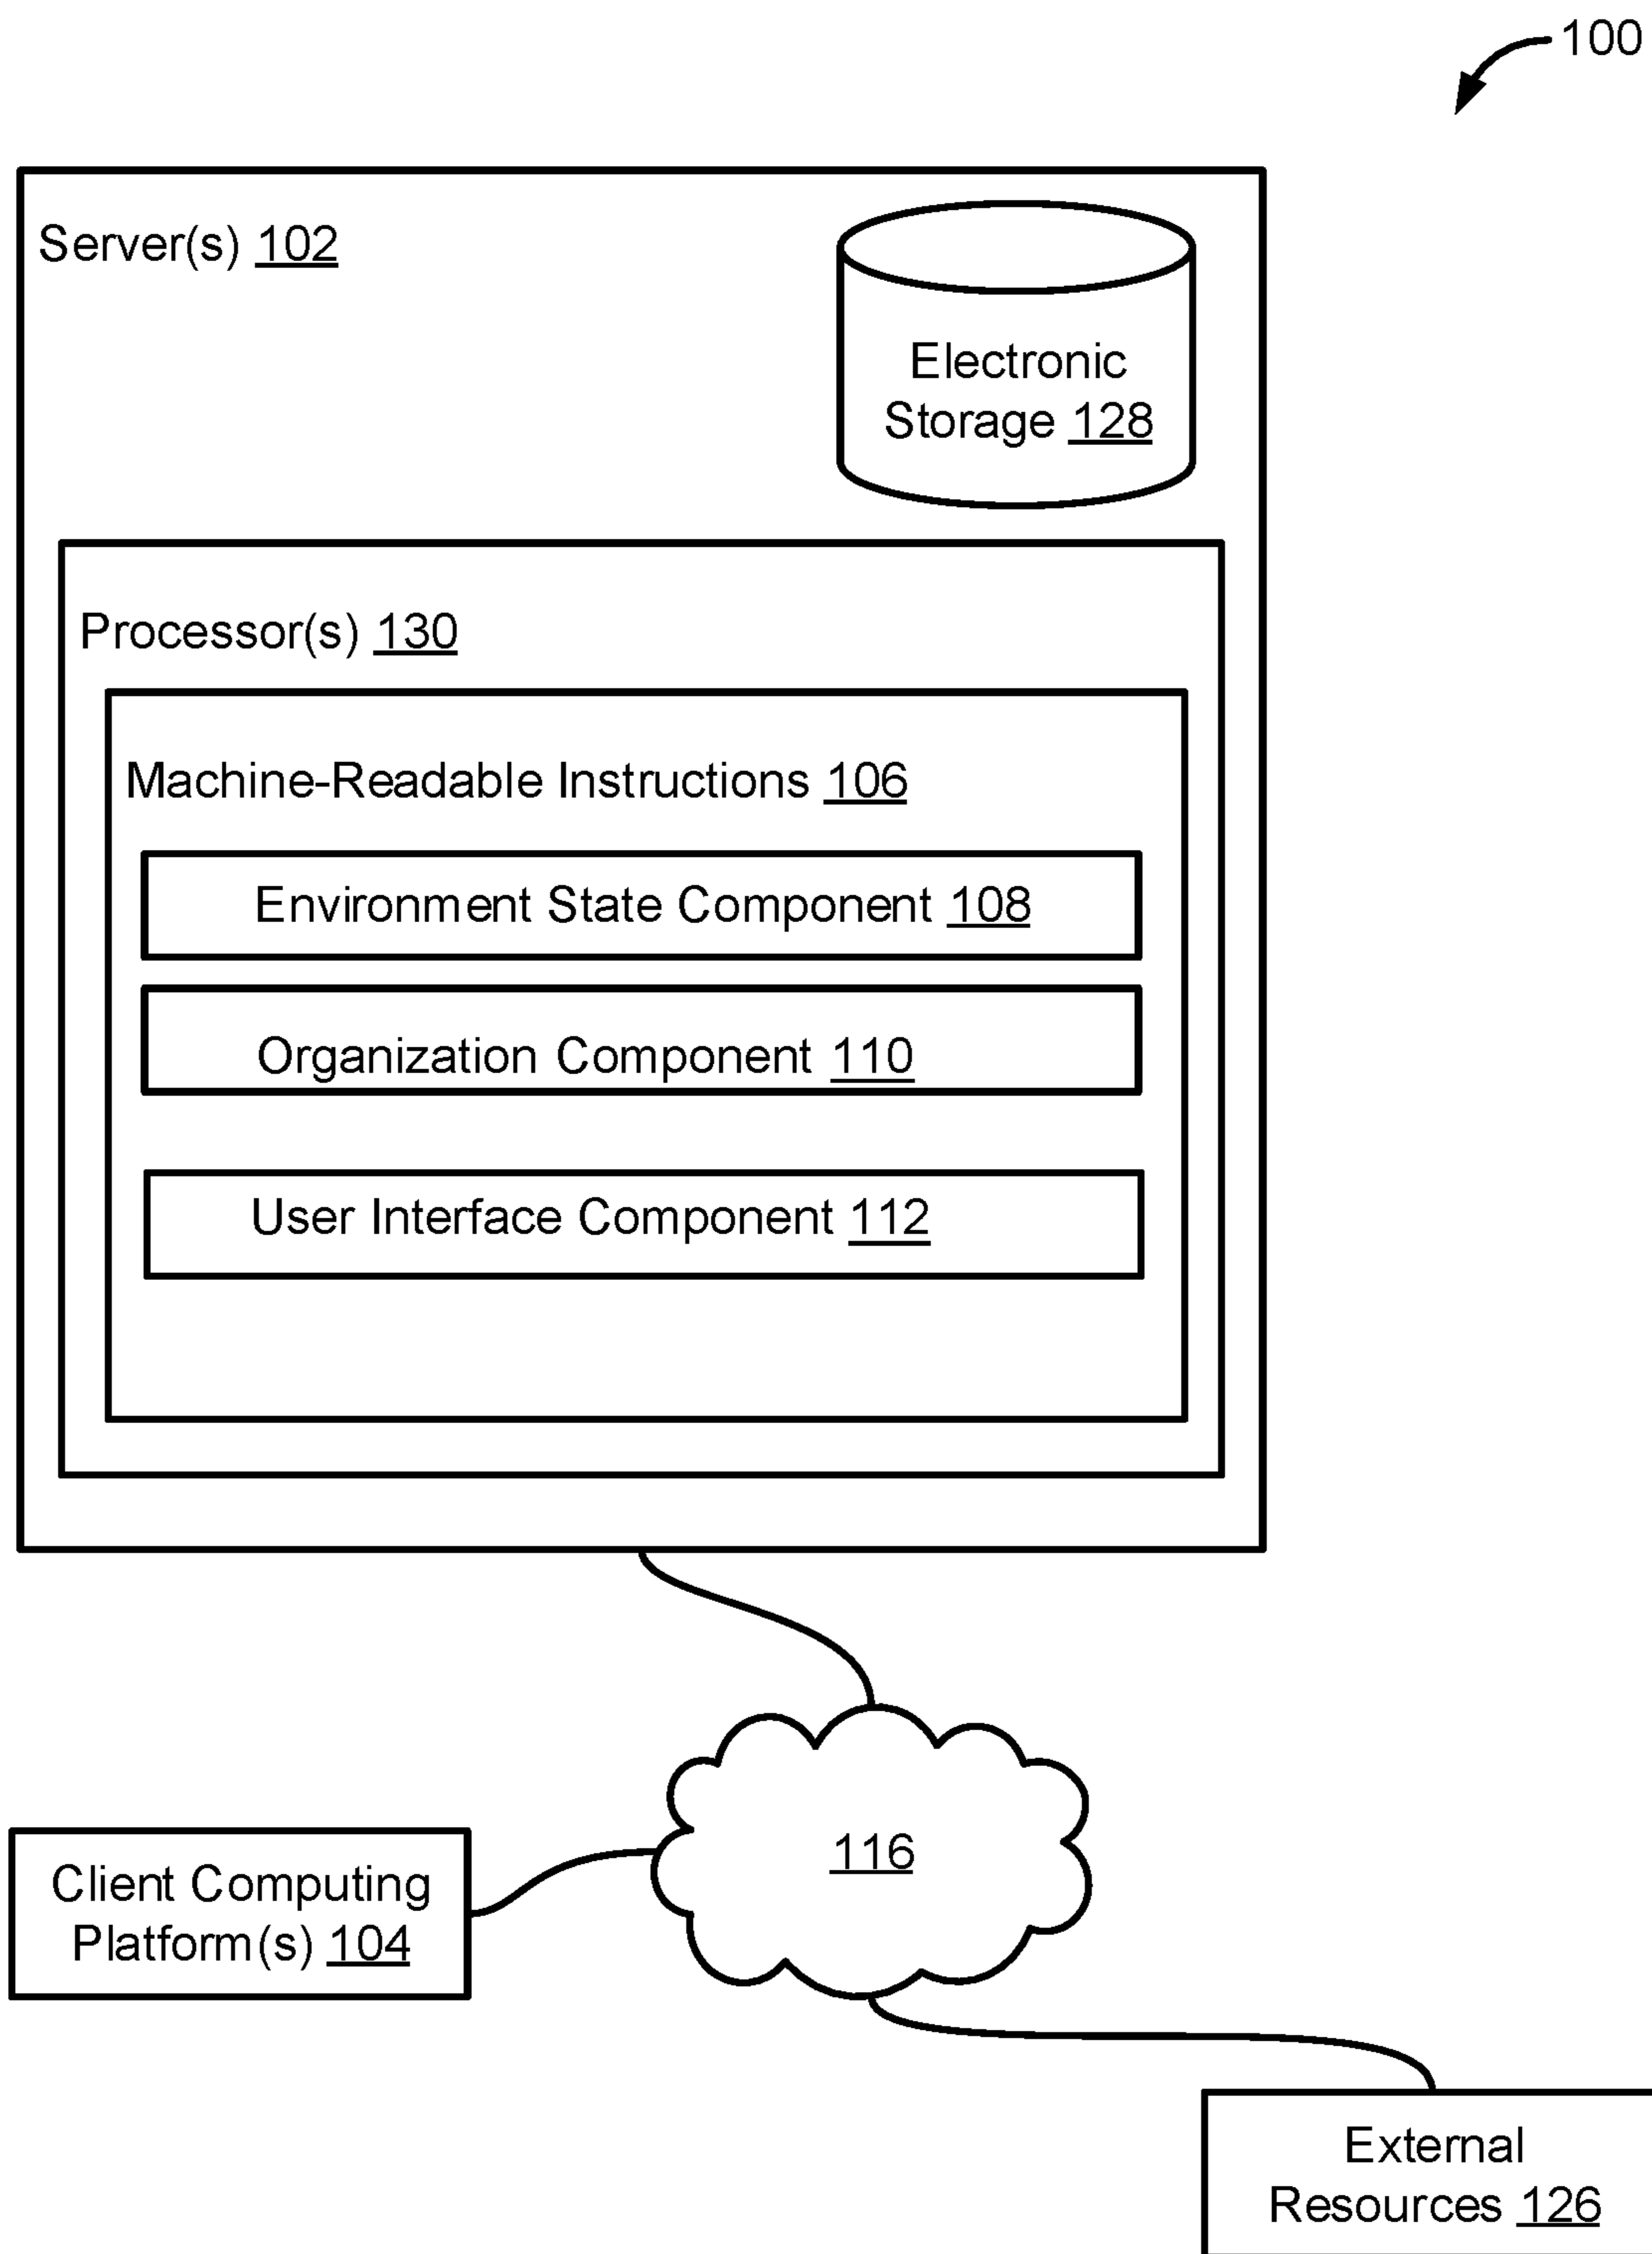 100
Server(s) 102
Electronic
Storage 128
Processor(s) 130
Machine-Readable Instructions 106
Environment State Component 108
Organization Component 110
User Interface Component 112
116
Client Computing
Platform(s) 104
External
Resources 126